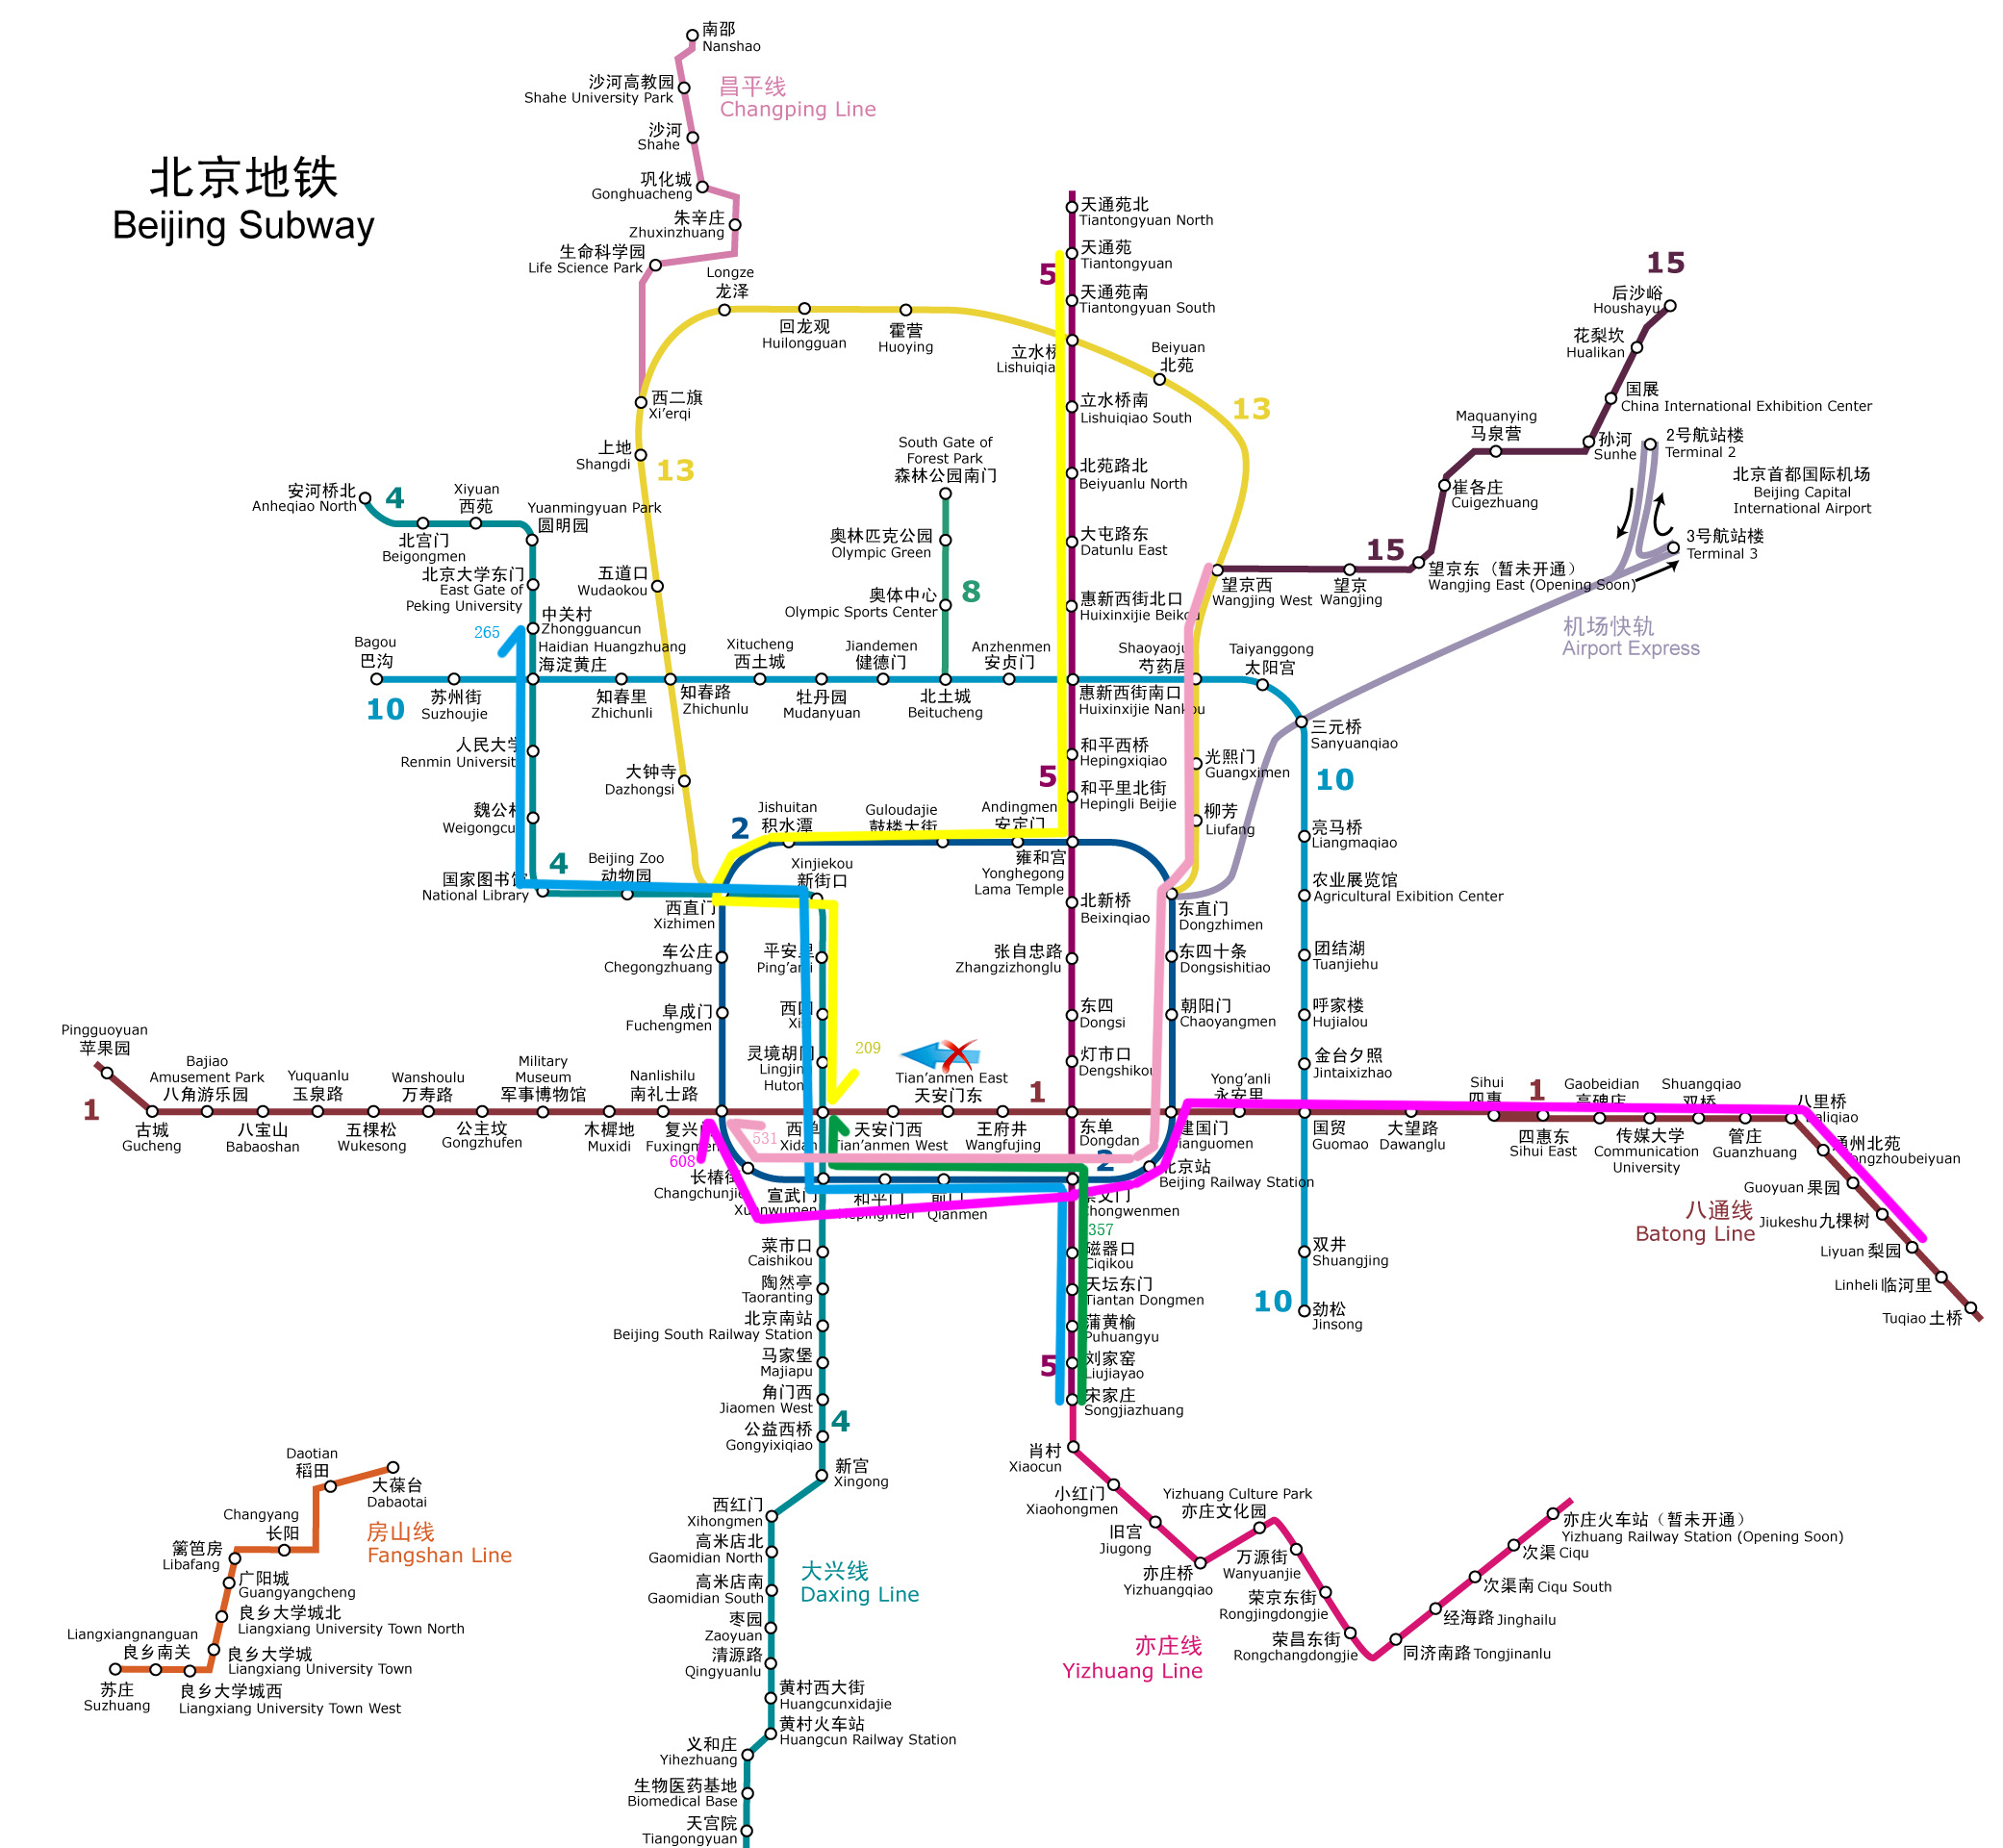 南邵
Nanshao
沙河高教园
Shahe University Park
昌平线
Changping Line
沙河
Shahe
巩化城
Gonghuacheng
朱辛庄
Zhuxinzhuang
生命科学园
Life Science Park
北京地铁
Beijing Subway
天通苑北
Tiantongyuan North
天通苑
Tiantongyuan
5
天通苑南
Tiantongyuan South
15
后沙峪
Houshayu
花梨坎
Hualikan
国展
China International Exhibition Center
Longze
龙泽
回龙观
Huilongguan
霍营
Huoying
立水
Lishuiqia
Beiyuan
北苑
13
西二旗
Xi'erqi
立水桥南
Lishuiqiao South
Maquanying
马泉营
孙河
Sunhe
2号航站楼
Terminal 2
上地
Shangdi
13
South Gate of
Forest Park
森林公园南门
北苑路北
Beiyuanlu North
崔各庄
Cuigezhuang
北京首都国际机场
Beijing Capital
International Airport
3号航站楼
Terminal 3
安河桥北
Anheqiao North
4
Xiyuan
西苑
Yuanmingyuan Park
圆明园
北宫门
Beigongmen
奥林匹克公园
Olympic Green
大屯路东
Datunlu East
15
望京东（暂未开通）
Wangjing East (Opening Soon)
北京大学东门
East Gate of
Peking University
五道口
Wudaokou
奥体中心
Olympic Sports Center
8
惠新西街北口
Huixinxijie Beikou
望京西
Wangjing West
望京
Wangjing
中关村
Zhongguancun
265
机场快轨
Airport Express
Bagou
巴沟
Haidian Huangzhuang
海淀黄庄
Xitucheng
西土城
Jiandemen
健德门
Anzhenmen
安贞门
Shaoyaoju
芍药居
Taiyanggong
太阳宫
10
苏州街
Suzhoujie
知春里
Zhichunli
知春路
Zhichunlu
牡丹园
Mudanyuan
北土城
Beitucheng
惠新西街南口
Huixinxijie Nankou
三元桥
Sanyuanqiao
人民大学
Renmin Universit
大钟寺
Dazhongsi
和平西桥
Hepingxiqiao
5
光熙门
Guangximen
10
和平里北街
Hepingli Beijie
魏公村
Weigongcu
2
Jishuitan
积水潭
Guloudajie
鼓楼大街
Andingmen
安定门
柳芳
Liufang
亮马桥
Liangmaqiao
国家图书馆
National Library
4
Beijing Zoo
动物园
Xinjiekou
新街口
雍和宫
Yonghegong
Lama Temple
农业展览馆
Agricultural Exibition Center
西直门
Xizhimen
北新桥
Beixinqiao
东直门
Dongzhimen
车公庄
Chegongzhuang
平安里
Ping'anli
张自忠路
Zhangzizhonglu
东四十条
Dongsishitiao
团结湖
Tuanjiehu
阜成门
Fuchengmen
西四
Xi
东四
Dongsi
朝阳门
Chaoyangmen
呼家楼
Hujialou
灵境胡同
Lingjin
Huton
209
灯市口
Dengshikou
金台夕照
Jintaixizhao
Pingguoyuan
苹果园
1
Bajiao
Amusement Park
八角游乐园
Yuquanlu
玉泉路
Wanshoulu
万寿路
Military
Museum
军事博物馆
Nanlishilu
南礼士路
Tian'anmen East
天安门东
1
Yong'anli
永安里
Sihui
四惠
1
Gaobeidian
高碑店
Shuangqiao
双桥
八里桥
aliqiao
古城
Gucheng
八宝山
Babaoshan
五棵松
Wukesong
公主坟
Gongzhufen
木樨地
Muxidi
复兴
Fuxingmen
531
608
西单
Xidan
天安门西
Tian'anmen West
王府井
Wangfujing
东单
Dongdan
建国门
ianguomen
国贸
Guomao
大望路
Dawanglu
四惠东
Sihui East
传媒大学
Communication
University
管庄
Guanzhuang
通州北苑
ongzhoubeiyuan
长椿街
Changchunjie
宣武门
Xuanwumen
和平门
Hepingmen
前门
Qianmen
2
崇文门
Chongwenmen
北京站
Beijing Railway Station
357
Guoyuan 果园
Jiukeshu 九棵树
八通线
Batong Line
Liyuan 梨园
Linheli 临河里
Tuqiao 土桥
菜市口
Caishikou
磁器口
Ciqikou
双井
Shuangjing
陶然亭
Taoranting
天坛东门
Tiantan Dongmen
10
劲松
Jinsong
北京南站
Beijing South Railway Station
蒲黄榆
Puhuangyu
马家堡
Majiapu
5
刘家窑
Liujiayao
角门西
Jiaomen West
宋家庄
Songjiazhuang
公益西桥
Gongyixiqiao
4
新宫
Xingong
肖村
Xiaocun
小红门
Xiaohongmen
旧宫
Jiugong
亦庄桥
Yizhuangqiao
Yizhuang Culture Park
亦庄文化园
万源街
Wanyuanjie
荣京东街
Rongjingdongjie
荣昌东街
Rongchangdongjie
亦庄火车站（暂未开通）
Yizhuang Railway Station (Opening Soon)
次渠 Ciqu
次渠南 Ciqu South
经海路 Jinghailu
同济南路 Tongjinanlu
亦庄线
Yizhuang Line
Daotian
稻田
大葆台
Dabaotai
Changyang
长阳
房山线
Fangshan Line
篱笆房
Libafang
广阳城
Guangyangcheng
良乡大学城北
Liangxiang University Town North
Liangxiangnanguan
良乡南关
良乡大学城
Liangxiang University Town
苏庄
Suzhuang
良乡大学城西
Liangxiang University Town West
西红门
Xihongmen
高米店北
Gaomidian North
大兴线
Daxing Line
高米店南
Gaomidian South
枣园
Zaoyuan
清源路
Qingyuanlu
黄村西大街
Huangcunxidajie
黄村火车站
Huangcun Railway Station
义和庄
Yihezhuang
生物医药基地
Biomedical Base
天宫院
Tiangongyuan